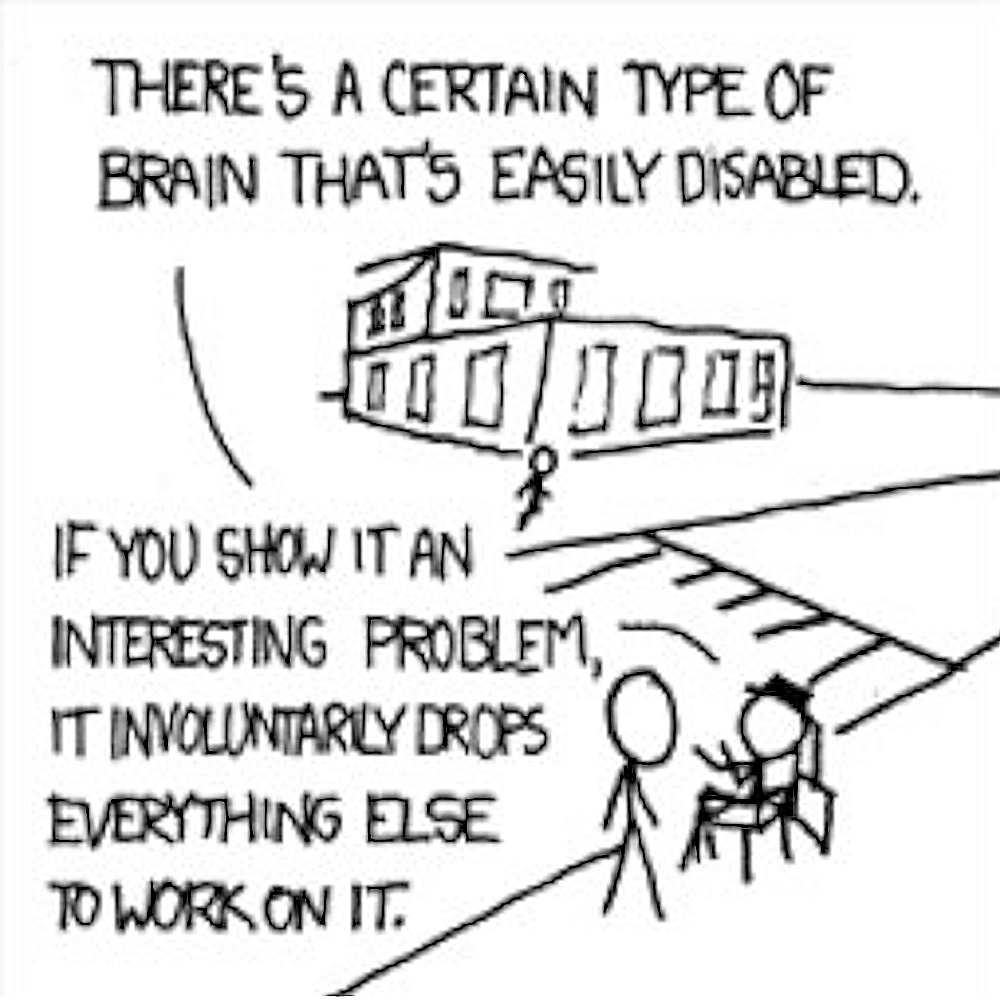 THERE'S A CERTAIN TYPE OF
BRAIN THAT'S EASILY DISABLED.
IF YOU SHOW IT AN
INTERESTING PROBLEM,
IT INVOLUNTARILY DROPS
EVERYTHING ELSE
TO WORK ON IT.